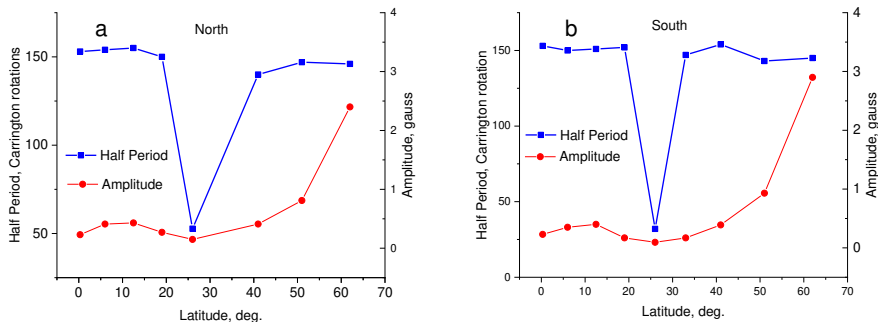 a
North
Half Period, Carrington rotations
150
100
50
4
3
2
1
0
Amplitude, gauss
Half Period
Amplitude
0
10
20
30
40
50
60
70
Latitude, deg.
b
South
Half Period, Carrington rotation
150
100
50
0
4
3
2
1
0
Amplitude, gauss
Half Period
Amplitude
0
10
20
30
40
50
60
70
Latitude, deg.